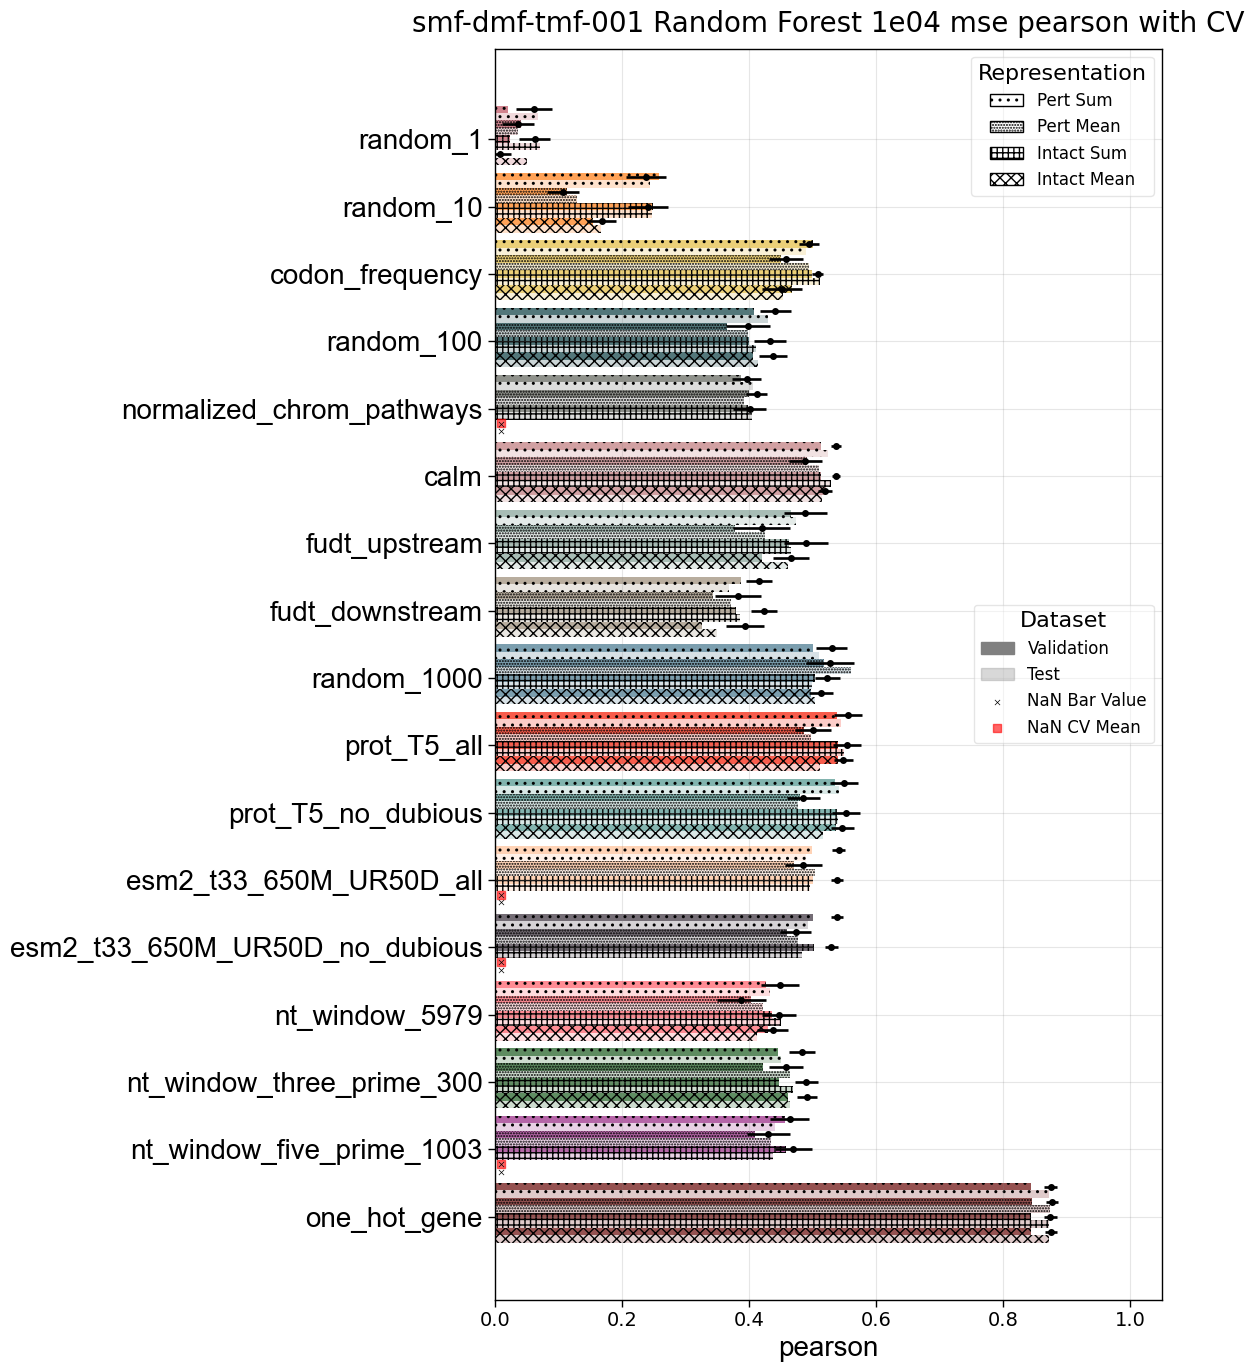 smf-dmf-tmf-001 Random Forest 1e04 mse pearson with CV
Representation
Pert Sum
Pert Mean
Intact Sum
Intact Mean
random_1
random_10
codon_frequency
random_100
normalized_chrom_pathways
calm
fudt_upstream
fudt_downstream
random_1000
prot_T5_all
prot_T5_no_dubious
esm2_t33_650M_UR50D_all
esm2_t33_650M_UR50D_no_dubious
nt_window_5979
nt_window_three_prime_300
nt_window_five_prime_1003
one_hot_gene
Dataset
Validation
Test
NaN Bar Value
NaN CV Mean
0.0 0.2 0.4 0.6 0.8 1.0
pearson